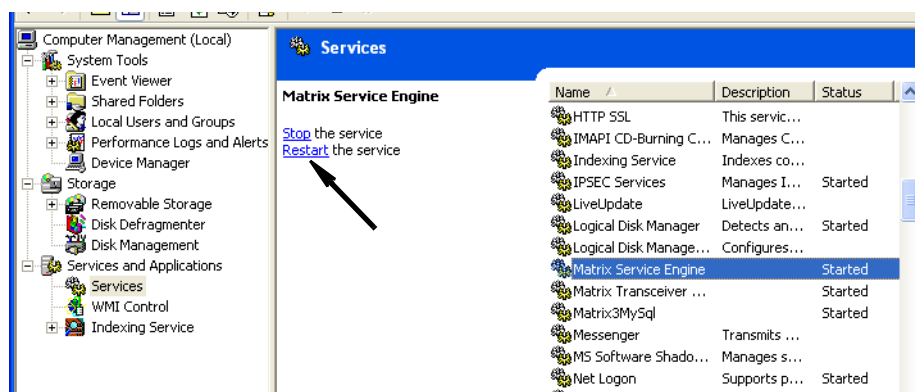 Computer Management (Local)
System Tools
Event Viewer
Shared Folders
Local Users and Groups
Performance Logs and Alerts
Device Manager
Storage
Removable Storage
Disk Defragmenter
Disk Management
Services and Applications
Services
WMI Control
Indexing Service
Services
Matrix Service Engine
Stop the service
Restart the service
Name Description Status
HTTP SSL This servic...
IMAPI CD-Burning C... Manages C...
Indexing Service Indexes co...
IPSEC Services Manages I... Started
LiveUpdate LiveUpdate...
Logical Disk Manager Detects an... Started
Logical Disk Manage... Configures...
Matrix Service Engine Started
Matrix Transceiver ... Started
Matrix3MySql Started
Messenger Transmits ...
MS Software Shado... Manages s...
Net Logon Supports p... Started